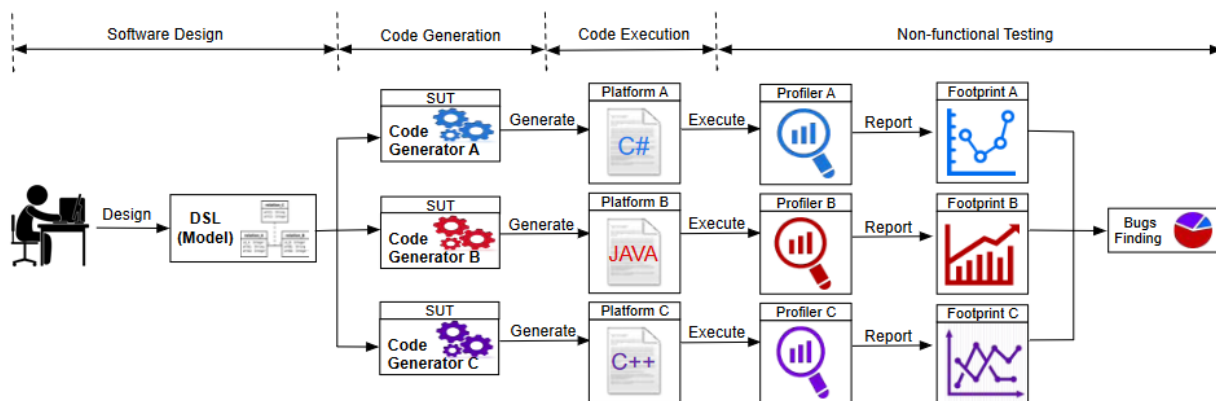 Software Design
Code Generation
Code Execution
Non-functional Testing
SUT
Code
Generator A
Generate
Platform A
C#
Execute
Profiler A
Report
Footprint A
Design
DSL
(Model)
SUT
Code
Generator B
Generate
Platform B
JAVA
Execute
Profiler B
Report
Footprint B
Bugs
Finding
SUT
Code
Generator C
Generate
Platform C
C++
Execute
Profiler C
Report
Footprint C